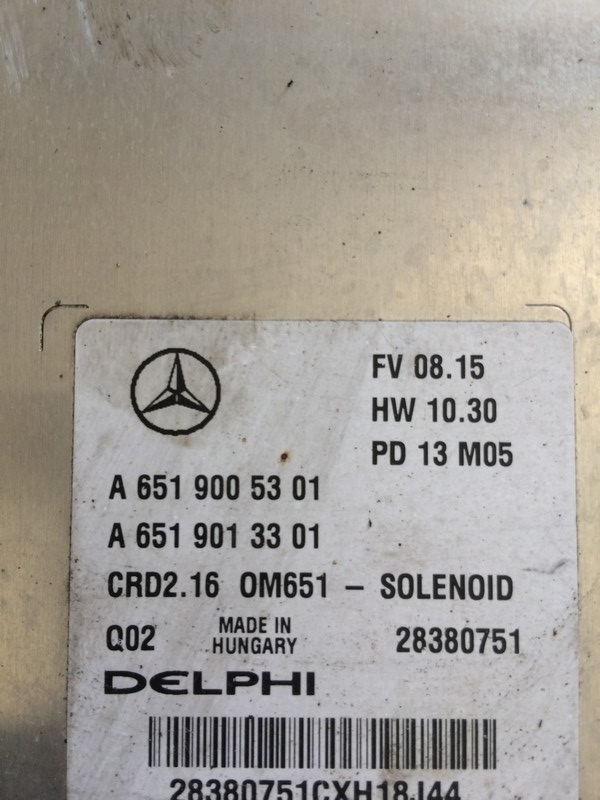 FV 08.15
HW 10.30
PD 13 M05
A 651 900 53 01
A 651 901 33 01
CRD2.16 OM651 – SOLENOID
Q02 MADE IN HUNGARY 28380751
DELPHI
28380751CXH18J44